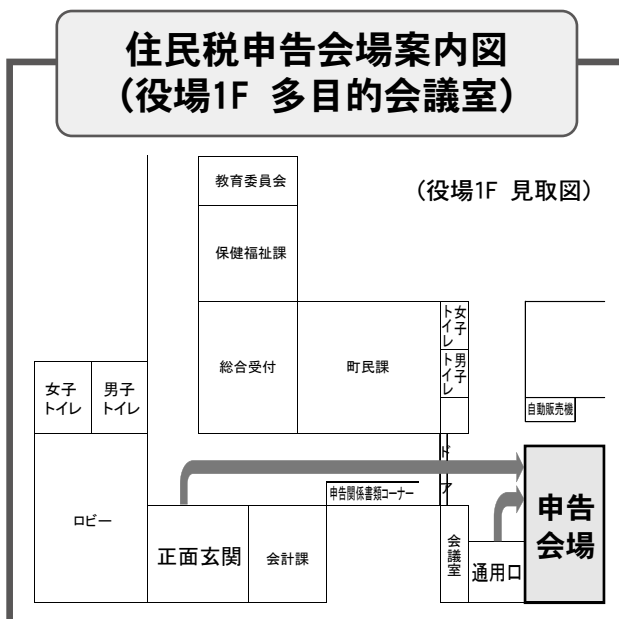 住民税申告会場案内図
(役場1F 多目的会議室)
(役場1F 見取図)
教育委員会
保健福祉課
総合受付
町民課
女子
トイレ
男子
トイレ
自動販売機
女子
トイレ
男子
トイレ
ドア
申告関係書類コーナー
ロビー
正面玄関
会計課
会議室
通用口
申告
会場